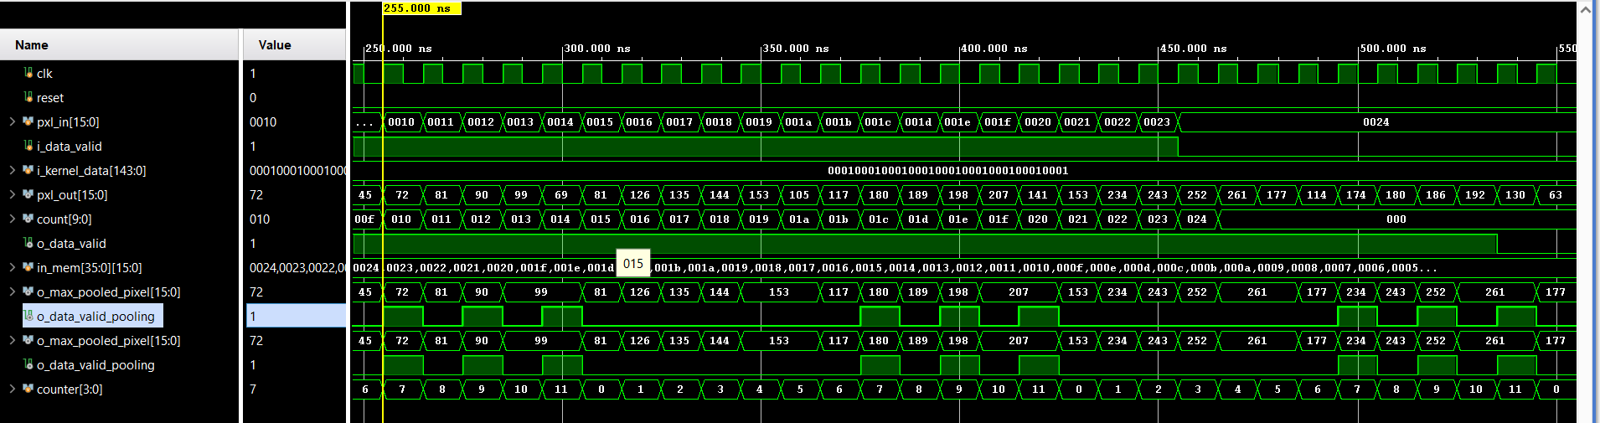 255.000 ns
Name Value
250.000 ns 300.000 ns 350.000 ns 400.000 ns 450.000 ns 500.000 ns 550
clk 1
reset 0
pxl_in[15:0] 0010 ... 0010 0011 0012 0013 0014 0015 0016 0017 0018 0019 001a 001b 001c 001d 001e 001f 0020 0021 0022 0023 0024
i_data_valid 1
i_kernel_data[143:0] 0001000100010001 000100010001000100010001000100010001
pxl_out[15:0] 72 45 72 81 90 99 69 81 126 135 144 153 105 117 180 189 198 207 141 153 234 243 252 261 177 114 174 180 186 192 130 63
count[9:0] 010 00f 010 011 012 013 014 015 016 017 018 019 01a 01b 01c 01d 01e 01f 020 021 022 023 024 000
o_data_valid 1
015
in_mem[35:0][15:0] 0024,0023,0022,00 0024,0023,0022,0021,0020,001f,001e,001d 001b,001a,0019,0018,0017,0016,0015,0014,0013,0012,0011,0010,000f,000e,000d,000c,000b,000a,0009,0008,0007,0006,0005...
o_max_pooled_pixel[15:0] 72 45 72 81 90 99 81 126 135 144 153 117 180 189 198 207 153 234 243 252 261 177 234 243 252 261 177
o_data_valid_pooling 1
o_max_pooled_pixel[15:0] 72 45 72 81 90 99 81 126 135 144 153 117 180 189 198 207 153 234 243 252 261 177 234 243 252 261 177
o_data_valid_pooling 1
counter[3:0] 7 6 7 8 9 10 11 0 1 2 3 4 5 6 7 8 9 10 11 0 1 2 3 4 5 6 7 8 9 10 11 0